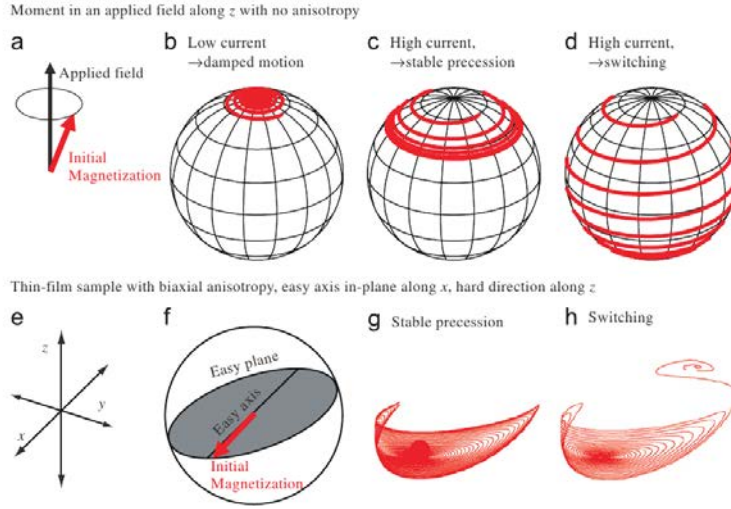 Moment in an applied field along z with no anisotropy
a
Applied field
Initial
Magnetization
b Low current
→damped motion
c High current,
→stable precession
d High current,
→switching
Thin-film sample with biaxial anisotropy, easy axis in-plane along x, hard direction along z
e
z
y
x
f
Easy plane
Easy axis
Initial
Magnetization
g Stable precession
h Switching